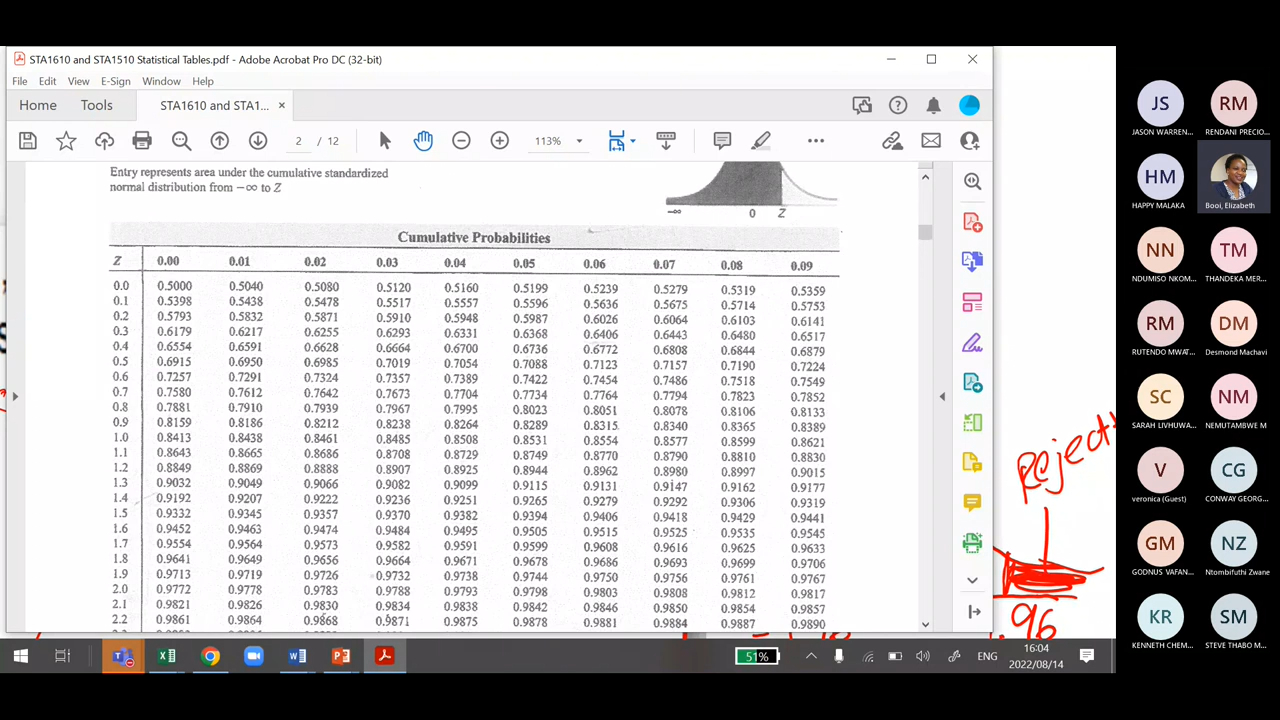 STA1610 and STA1510 Statistical Tables.pdf - Adobe Acrobat Pro DC (32-bit)
File Edit View E-Sign Window Help
Home Tools STA1610 and STA1... ×
2 / 12 113%
Entry represents area under the cumulative standardized
normal distribution from −∞ to Z
−∞ 0 Z
Cumulative Probabilities
Z 0.00 0.01 0.02 0.03 0.04 0.05 0.06 0.07 0.08 0.09
0.0 0.5000 0.5040 0.5080 0.5120 0.5160 0.5199 0.5239 0.5279 0.5319 0.5359
0.1 0.5398 0.5438 0.5478 0.5517 0.5557 0.5596 0.5636 0.5675 0.5714 0.5753
0.2 0.5793 0.5832 0.5871 0.5910 0.5948 0.5987 0.6026 0.6064 0.6103 0.6141
0.3 0.6179 0.6217 0.6255 0.6293 0.6331 0.6368 0.6406 0.6443 0.6480 0.6517
0.4 0.6554 0.6591 0.6628 0.6664 0.6700 0.6736 0.6772 0.6808 0.6844 0.6879
0.5 0.6915 0.6950 0.6985 0.7019 0.7054 0.7088 0.7123 0.7157 0.7190 0.7224
0.6 0.7257 0.7291 0.7324 0.7357 0.7389 0.7422 0.7454 0.7486 0.7518 0.7549
0.7 0.7580 0.7612 0.7642 0.7673 0.7704 0.7734 0.7764 0.7794 0.7823 0.7852
0.8 0.7881 0.7910 0.7939 0.7967 0.7995 0.8023 0.8051 0.8078 0.8106 0.8133
0.9 0.8159 0.8186 0.8212 0.8238 0.8264 0.8289 0.8315 0.8340 0.8365 0.8389
1.0 0.8413 0.8438 0.8461 0.8485 0.8508 0.8531 0.8554 0.8577 0.8599 0.8621
1.1 0.8643 0.8665 0.8686 0.8708 0.8729 0.8749 0.8770 0.8790 0.8810 0.8830
1.2 0.8849 0.8869 0.8888 0.8907 0.8925 0.8944 0.8962 0.8980 0.8997 0.9015
1.3 0.9032 0.9049 0.9066 0.9082 0.9099 0.9115 0.9131 0.9147 0.9162 0.9177
1.4 0.9192 0.9207 0.9222 0.9236 0.9251 0.9265 0.9279 0.9292 0.9306 0.9319
1.5 0.9332 0.9345 0.9357 0.9370 0.9382 0.9394 0.9406 0.9418 0.9429 0.9441
1.6 0.9452 0.9463 0.9474 0.9484 0.9495 0.9505 0.9515 0.9525 0.9535 0.9545
1.7 0.9554 0.9564 0.9573 0.9582 0.9591 0.9599 0.9608 0.9616 0.9625 0.9633
1.8 0.9641 0.9649 0.9656 0.9664 0.9671 0.9678 0.9686 0.9693 0.9699 0.9706
1.9 0.9713 0.9719 0.9726 0.9732 0.9738 0.9744 0.9750 0.9756 0.9761 0.9767
2.0 0.9772 0.9778 0.9783 0.9788 0.9793 0.9798 0.9803 0.9808 0.9812 0.9817
2.1 0.9821 0.9826 0.9830 0.9834 0.9838 0.9842 0.9846 0.9850 0.9854 0.9857
2.2 0.9861 0.9864 0.9868 0.9871 0.9875 0.9878 0.9881 0.9884 0.9887 0.9890
Reject
.96
51%
ENG
16:04
2022/08/14
JS RM
JASON WARREN... RENDANI PRECIO...
HM
HAPPY MALAKA Booi, Elizabeth
NN TM
NDUMISO NKOM... THANDEKA MER...
RM DM
RUTENDO MWAT... Desmond Machavi
SC NM
SARAH LIVHUWA... NEMUTAMBWE M
V CG
veronica (Guest) CONWAY GEORG...
GM NZ
GODNUS VAFAN... Ntombifuthi Zwane
KR SM
KENNETH CHEM... STEVE THABO M...